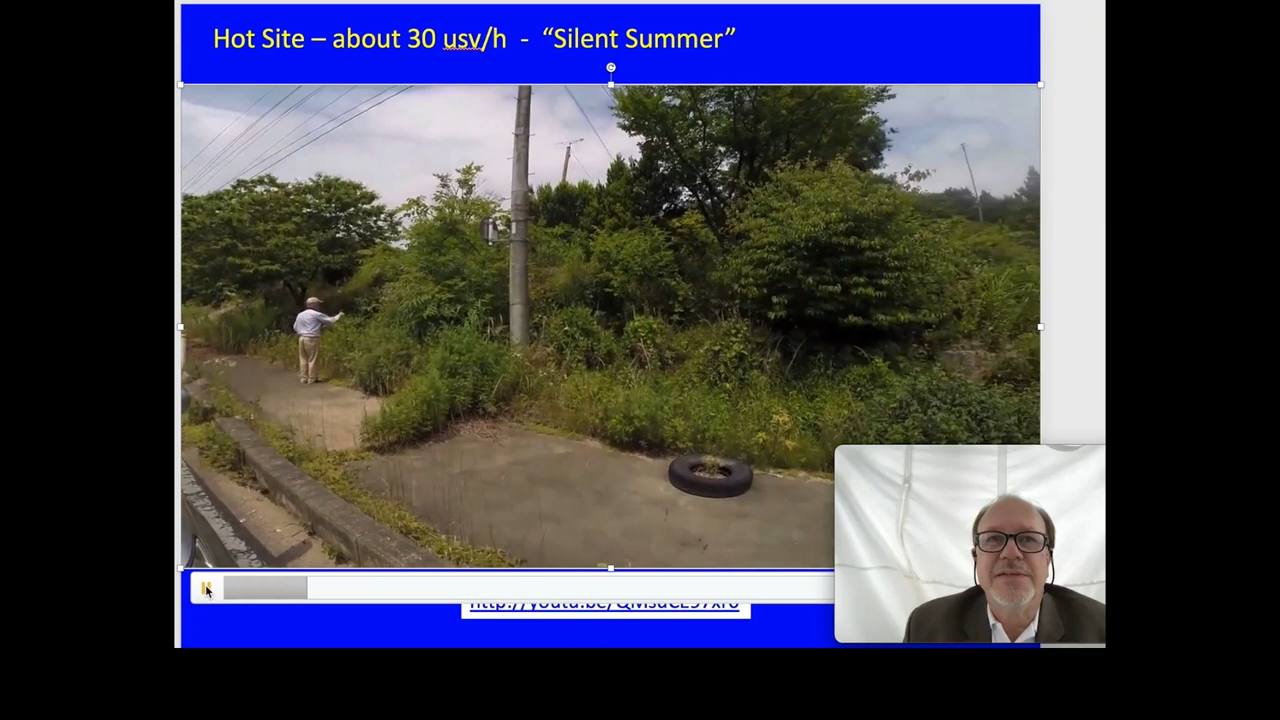 Hot Site – about 30 usv/h - “Silent Summer”